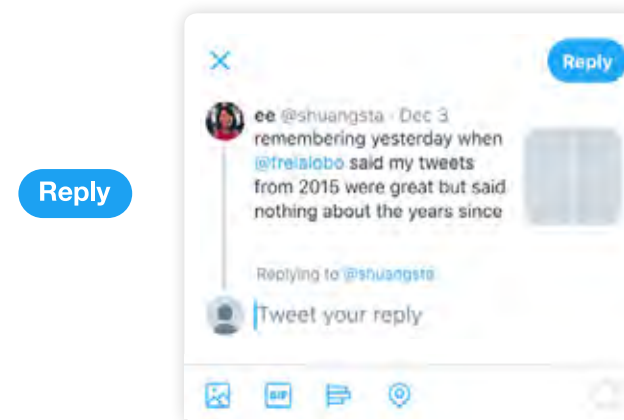 Reply
Reply
ee @shuangsta · Dec 3
remembering yesterday when
@freialobo said my tweets
from 2015 were great but said
nothing about the years since
Replying to @shuangsta
Tweet your reply
GIF